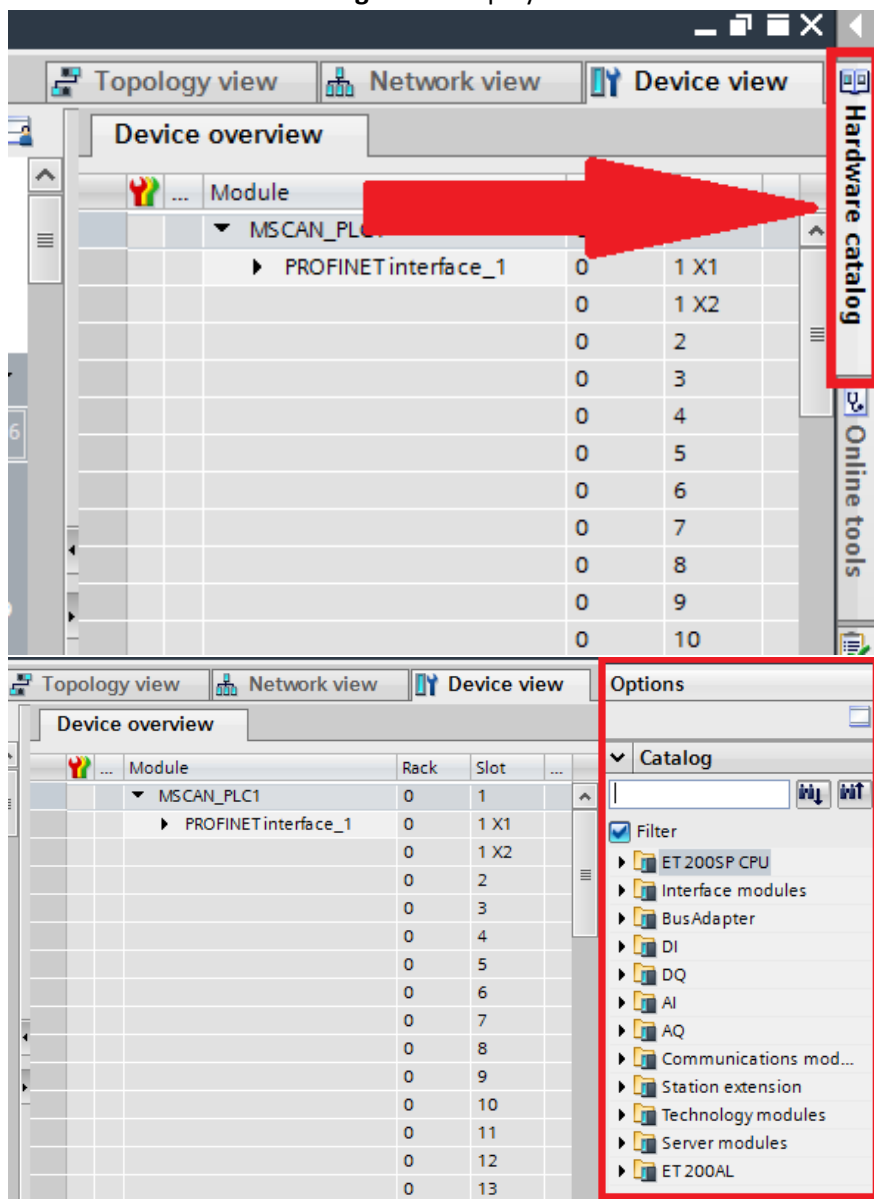 Topology view Network view Device view
Device overview
... Module
MSCAN_PLC1
PROFINET interface_1 0 1 X1
0 1 X2
0 2
0 3
0 4
0 5
0 6
0 7
0 8
0 9
0 10
Hardware catalog
Online tools
6
Topology view Network view Device view
Device overview
... Module Rack Slot ...
MSCAN_PLC1 0 1
PROFINET interface_1 0 1 X1
0 1 X2
0 2
0 3
0 4
0 5
0 6
0 7
0 8
0 9
0 10
0 11
0 12
0 13
Options
Catalog
Filter
ET 200SP CPU
Interface modules
BusAdapter
DI
DQ
AI
AQ
Communications mod...
Station extension
Technology modules
Server modules
ET 200AL